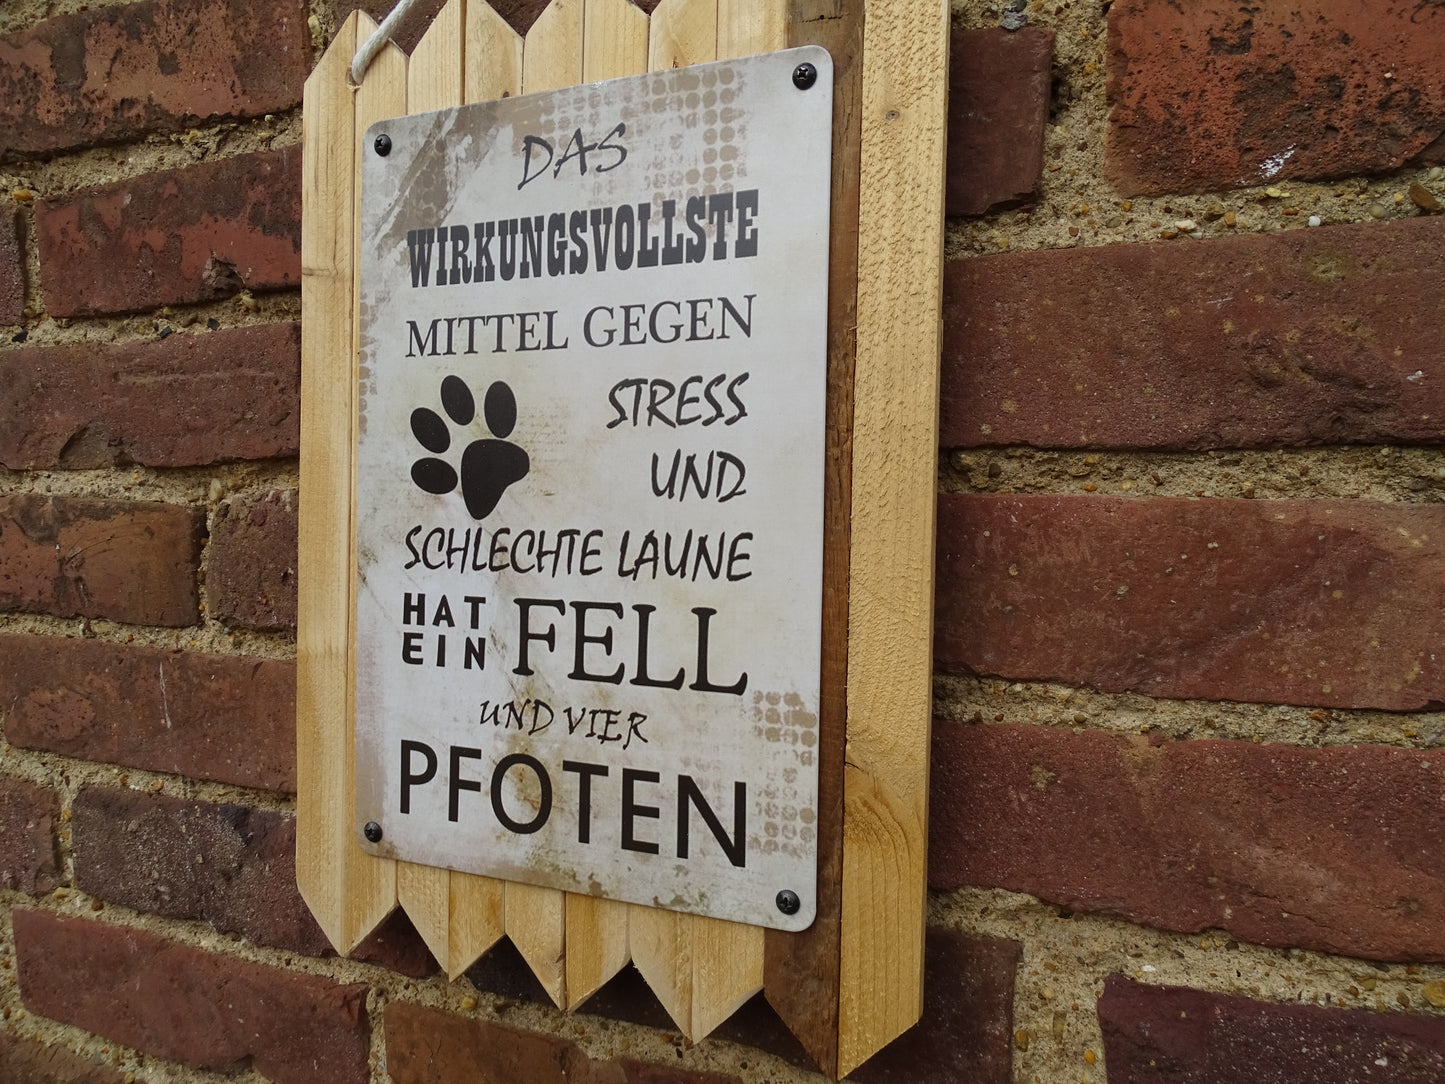 DAS
WIRKUNGSVOLLSTE
MITTEL GEGEN
STRESS
UND
SCHLECHTE LAUNE
HAT
EIN FELL
UND VIER
PFOTEN